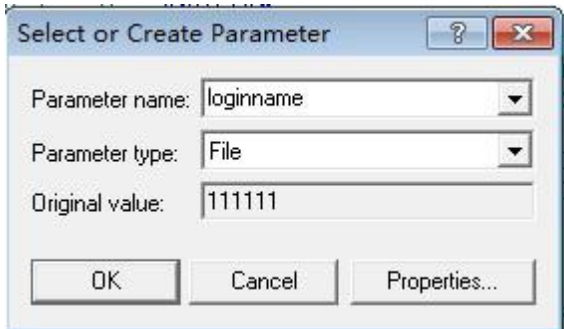 Select or Create Parameter
Parameter name: loginname
Parameter type: File
Original value: 111111
OK Cancel Properties...